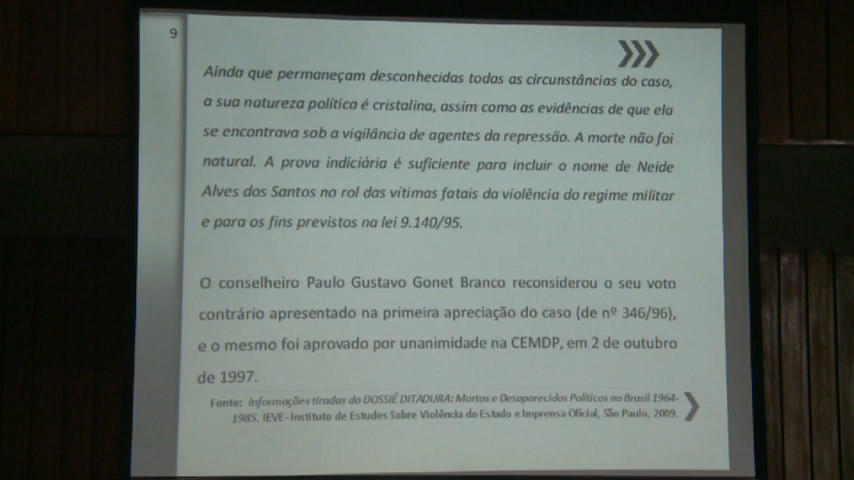 9
Ainda que permaneçam desconhecidas todas as circunstâncias do caso,
a sua natureza política é cristalina, assim como as evidências de que ela
se encontrava sob a vigilância de agentes da repressão. A morte não foi
natural. A prova indiciária é suficiente para incluir o nome de Neide
Alves dos Santos no rol das vítimas fatais da violência do regime militar
e para os fins previstos na lei 9.140/95.
O conselheiro Paulo Gustavo Gonet Branco reconsiderou o seu voto
contrário apresentado na primeira apreciação do caso (de nº 346/96),
e o mesmo foi aprovado por unanimidade na CEMDP, em 2 de outubro
de 1997.
Fonte: Informações tiradas do DOSSIÊ DITADURA: Mortos e Desaparecidos Políticos no Brasil 1964-
1985. IEVE- Instituto de Estudos Sobre Violência do Estado e Imprensa Oficial, São Paulo, 2009.